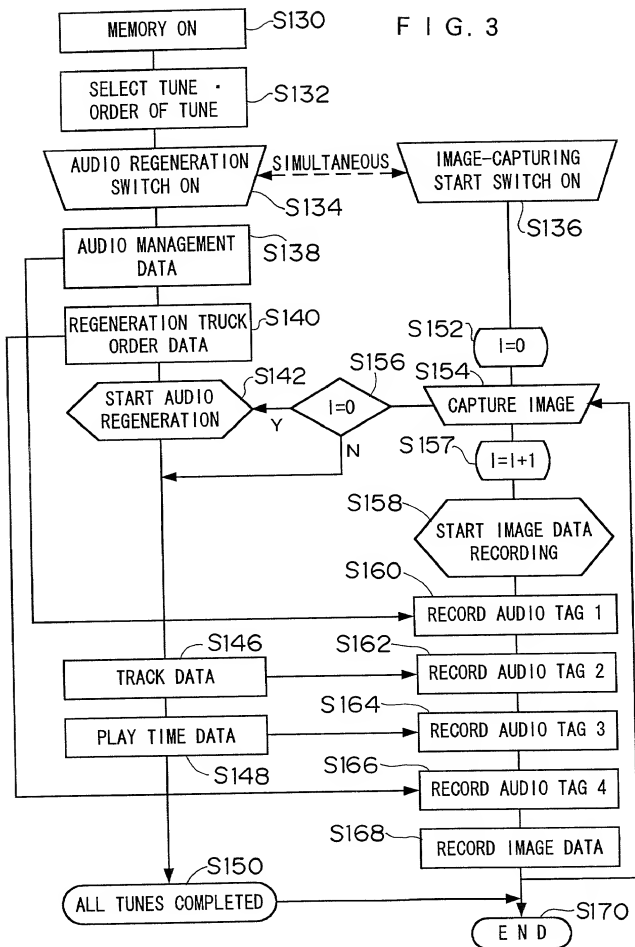 F I G. 3
MEMORY ON
S130
SELECT TUNE ·
ORDER OF TUNE
S132
AUDIO REGENERATION
SWITCH ON
S134
SIMULTANEOUS
IMAGE-CAPTURING
START SWITCH ON
S136
AUDIO MANAGEMENT
DATA
S138
REGENERATION TRUCK
ORDER DATA
S140
START AUDIO
REGENERATION
S142
S152
I=0
S154
CAPTURE IMAGE
S156
I=0
Y
N
S157
I=I+1
S158
START IMAGE DATA
RECORDING
S160
RECORD AUDIO TAG 1
S146
TRACK DATA
S162
RECORD AUDIO TAG 2
S148
PLAY TIME DATA
S164
RECORD AUDIO TAG 3
S166
RECORD AUDIO TAG 4
S168
RECORD IMAGE DATA
S150
ALL TUNES COMPLETED
S170
E N D